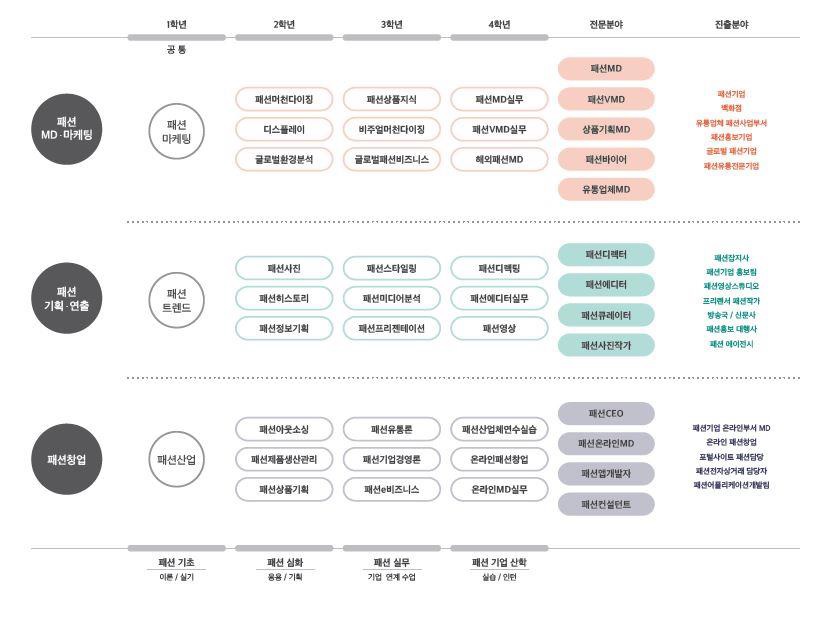 1학년 2학년 3학년 4학년 전문분야 진출분야
공 통
패션
MD·마케팅
패션
마케팅
패션머천다이징
디스플레이
글로벌환경분석
패션상품지식
비주얼머천다이징
글로벌패션비즈니스
패션MD실무
패션VMD실무
해외패션MD
패션MD
패션VMD
상품기획MD
패션바이어
유통업체MD
패션기업
백화점
유통업체 패션사업부서
패션홍보기업
글로벌 패션기업
패션유통전문기업
패션
기획·연출
패션
트렌드
패션사진
패션히스토리
패션정보기획
패션스타일링
패션미디어분석
패션프리젠테이션
패션디렉팅
패션에디터실무
패션영상
패션디렉터
패션에디터
패션큐레이터
패션사진작가
패션잡지사
패션기업 홍보팀
패션영상스튜디오
프리랜서 패션작가
방송국 / 신문사
패션홍보 대행사
패션 에이전시
패션창업
패션산업
패션아웃소싱
패션제품생산관리
패션상품기획
패션유통론
패션기업경영론
패션e비즈니스
패션산업체연수실습
온라인패션창업
온라인MD실무
패션CEO
패션온라인MD
패션앱개발자
패션컨설턴트
패션기업 온라인부서 MD
온라인 패션창업
포털사이트 패션담당
패션전자상거래 담당자
패션어플리케이션개발팀
패션 기초 패션 심화 패션 실무 패션 기업 산학
이론 / 실기 응용 / 기획 기업 연계 수업 실습 / 인턴